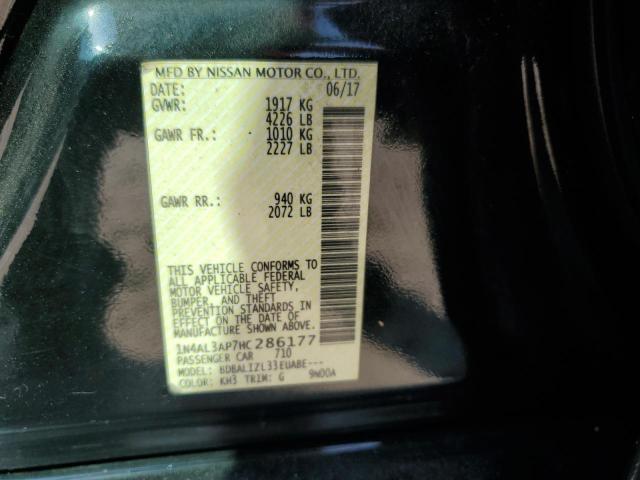 MFD BY NISSAN MOTOR CO., LTD.
DATE: 06/17
GVWR: 1917 KG
4226 LB
GAWR FR.: 1010 KG
2227 LB
GAWR RR.: 940 KG
2072 LB
THIS VEHICLE CONFORMS TO
ALL APPLICABLE FEDERAL
MOTOR VEHICLE SAFETY,
BUMPER, AND THEFT
PREVENTION STANDARDS IN
EFFECT ON THE DATE OF
MANUFACTURE SHOWN ABOVE.
1N4AL3AP7HC286177
PASSENGER CAR 710
MODEL: BDBALIZL33EUABE---
COLOR: KH3 TRIM: G 9N00A